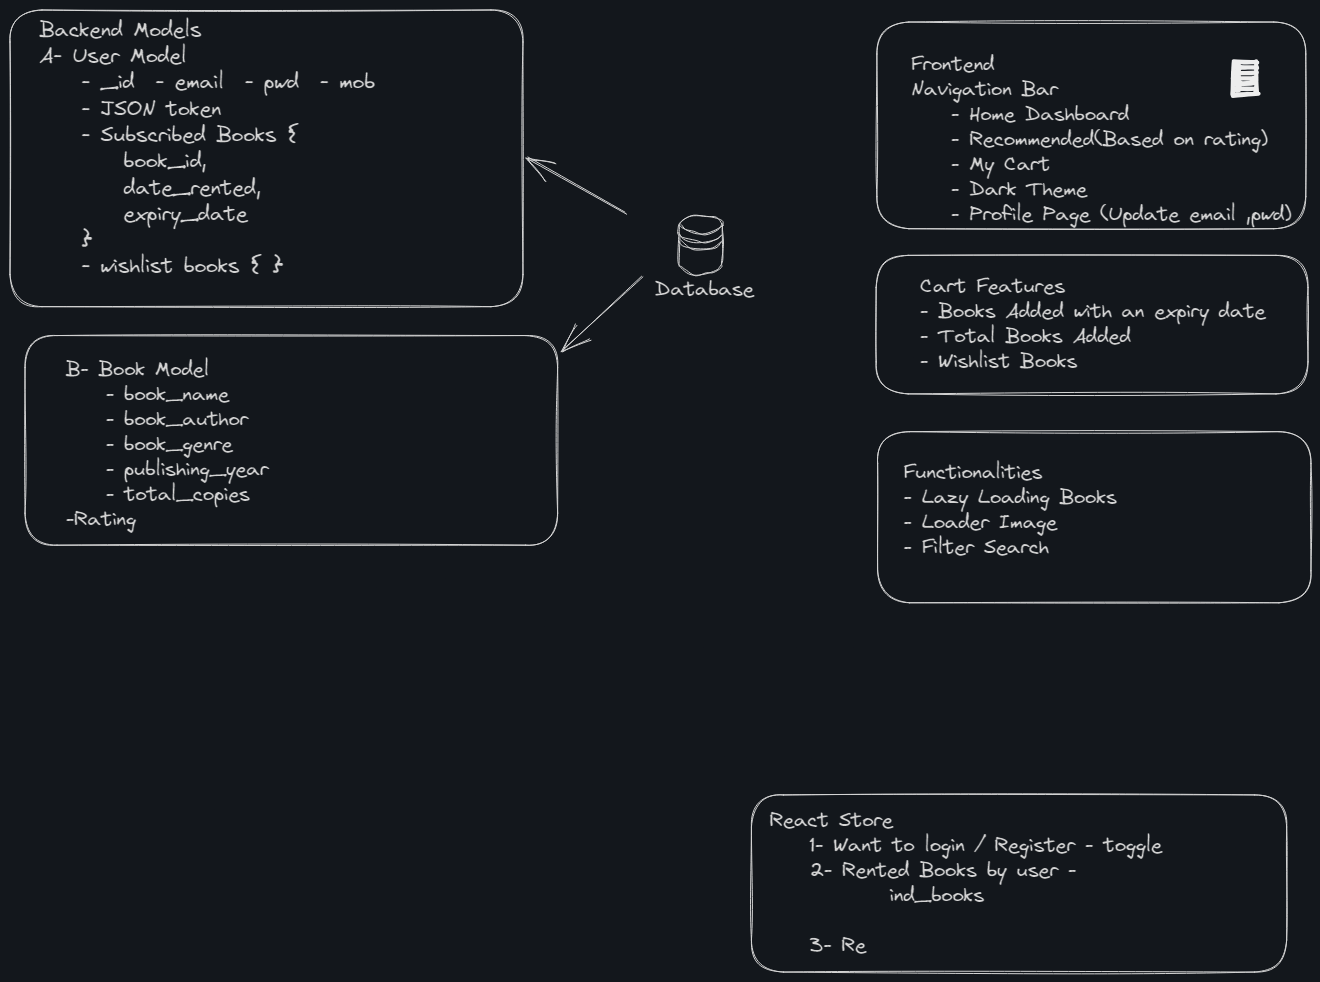 Backend Models
A- User Model
- _id - email - pwd - mob
- JSON token
- Subscribed Books {
book_id,
date_rented,
expiry_date
}
- wishlist books { }
Database
B- Book Model
- book_name
- book_author
- book_genre
- publishing_year
- total_copies
-Rating
Frontend
Navigation Bar
- Home Dashboard
- Recommended(Based on rating)
- My Cart
- Dark Theme
- Profile Page (Update email ,pwd)
Cart Features
- Books Added with an expiry date
- Total Books Added
- Wishlist Books
Functionalities
- Lazy Loading Books
- Loader Image
- Filter Search
React Store
1- Want to login / Register - toggle
2- Rented Books by user -
ind_books
3- Re